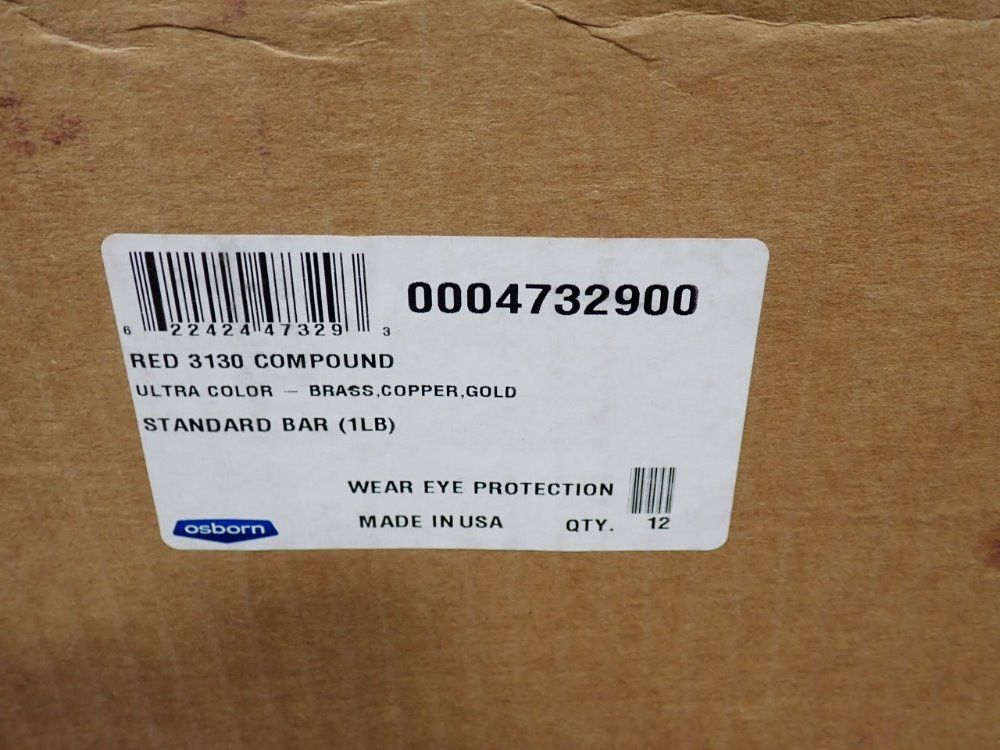 0004732900
6 22424 47329 3
RED 3130 COMPOUND
ULTRA COLOR – BRASS,COPPER,GOLD
STANDARD BAR (1LB)
WEAR EYE PROTECTION
osborn MADE IN USA QTY. 12